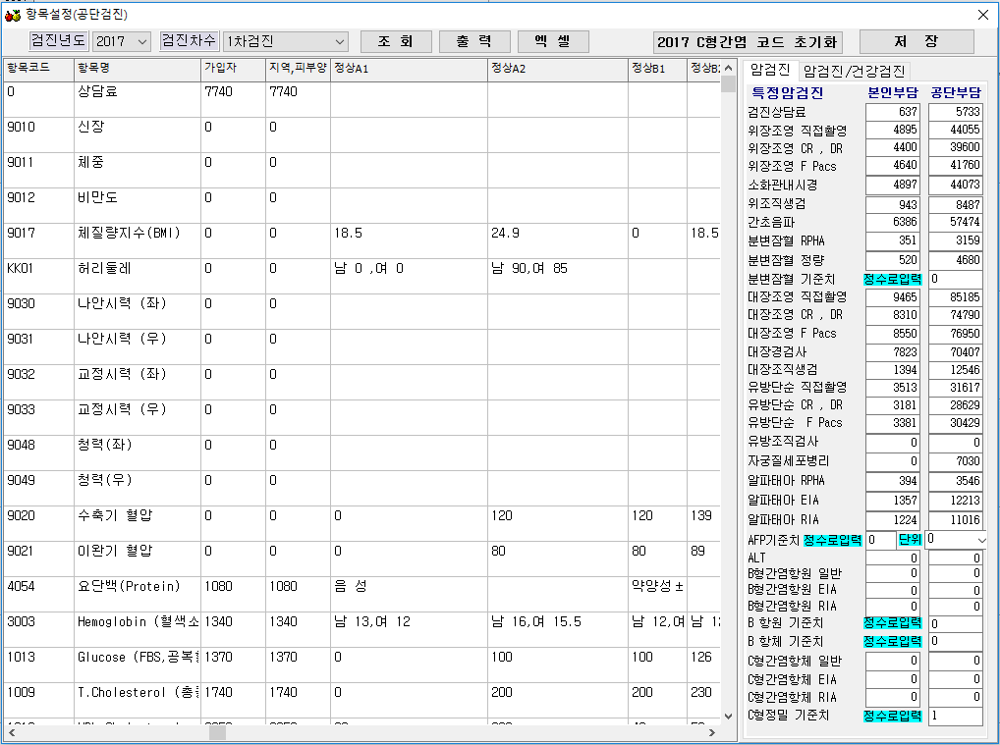 항목설정(공단검진)
검진년도 2017 검진차수 1차검진 조 회 출 력 엑 셀 2017 C형간염 코드 초기화 저 장
항목코드 항목명 가입자 지역,피부양 정상A1 정상A2 정상B1 정상B2
0 상담료 7740 7740
9010 신장 0 0
9011 체중 0 0
9012 비만도 0 0
9017 체질량지수(BMI) 0 0 18.5 24.9 0 18.5
KK01 허리둘레 0 0 남 0 ,여 0 남 90,여 85
9030 나안시력 (좌) 0 0
9031 나안시력 (우) 0 0
9032 교정시력 (좌) 0 0
9033 교정시력 (우) 0 0
9048 청력(좌) 0 0
9049 청력(우) 0 0
9020 수축기 혈압 0 0 0 120 120 139
9021 이완기 혈압 0 0 0 80 80 89
4054 요단백(Protein) 1080 1080 음 성 약양성±
3003 Hemoglobin (혈색소 1340 1340 남 13,여 12 남 16,여 15.5 남 12,여 남 12
1013 Glucose (FBS,공복혈 1370 1370 0 100 100 126
1009 T.Cholesterol (총콜 1740 1740 0 200 200 230
암검진 암검진/건강검진
특정암검진 본인부담 공단부담
검진상담료 637 5733
위장조영 직접촬영 4895 44055
위장조영 CR , DR 4400 39600
위장조영 F Pacs 4640 41760
소화관내시경 4897 44073
위조직생검 943 8487
간초음파 6386 57474
분변잠혈 RPHA 351 3159
분변잠혈 정량 520 4680
분변잠혈 기준치 정수로입력 0
대장조영 직접촬영 9465 85185
대장조영 CR , DR 8310 74790
대장조영 F Pacs 8550 76950
대장경검사 7823 70407
대장조직생검 1394 12546
유방단순 직접촬영 3513 31617
유방단순 CR , DR 3181 28629
유방단순 F Pacs 3381 30429
유방조직검사 0 0
자궁질세포병리 0 7030
알파태아 RPHA 394 3546
알파태아 EIA 1357 12213
알파태아 RIA 1224 11016
AFP기준치 정수로입력 0 단위 0
ALT 0 0
B형간염항원 일반 0 0
B형간염항원 EIA 0 0
B형간염항원 RIA 0 0
B 항원 기준치 정수로입력 0
B 항체 기준치 정수로입력 0
C형간염항체 일반 0 0
C형간염항체 EIA 0 0
C형간염항체 RIA 0 0
C형정밀 기준치 정수로입력 1